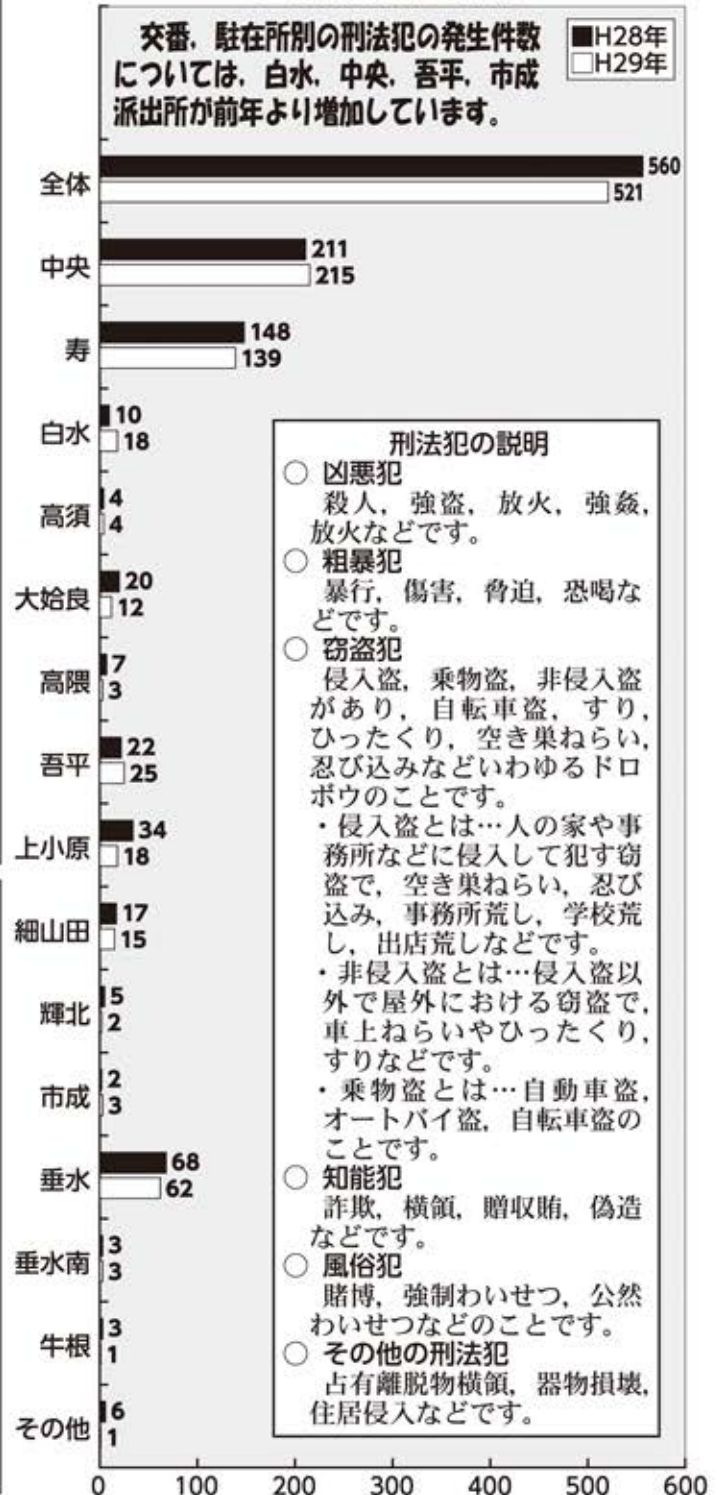 交番，駐在所別の刑法犯の発生件数
については，白水，中央，吾平，市成
派出所が前年より増加しています。
■H28年
□H29年
全体 560
521
中央 211
215
寿 148
139
白水 10
18
高須 4
4
大姶良 20
12
高隈 7
3
吾平 22
25
上小原 34
18
細山田 17
15
輝北 5
2
市成 2
3
垂水 68
62
垂水南 3
3
牛根 3
1
その他 6
1
0 100 200 300 400 500 600
刑法犯の説明
○ 凶悪犯
殺人，強盗，放火，強姦，
放火などです。
○ 粗暴犯
暴行，傷害，脅迫，恐喝な
どです。
○ 窃盗犯
侵入盗，乗物盗，非侵入盗
があり，自転車盗，すり，
ひったくり，空き巣ねらい，
忍び込みなどいわゆるドロ
ボウのことです。
・侵入盗とは…人の家や事
務所などに侵入して犯す窃
盗で，空き巣ねらい，忍び
込み，事務所荒し，学校荒
し，出店荒しなどです。
・非侵入盗とは…侵入盗以
外で屋外における窃盗で，
車上ねらいやひったくり，
すりなどです。
・乗物盗とは…自動車盗，
オートバイ盗，自転車盗の
ことです。
○ 知能犯
詐欺，横領，贈収賄，偽造
などです。
○ 風俗犯
賭博，強制わいせつ，公然
わいせつなどのことです。
○ その他の刑法犯
占有離脱物横領，器物損壊，
住居侵入などです。